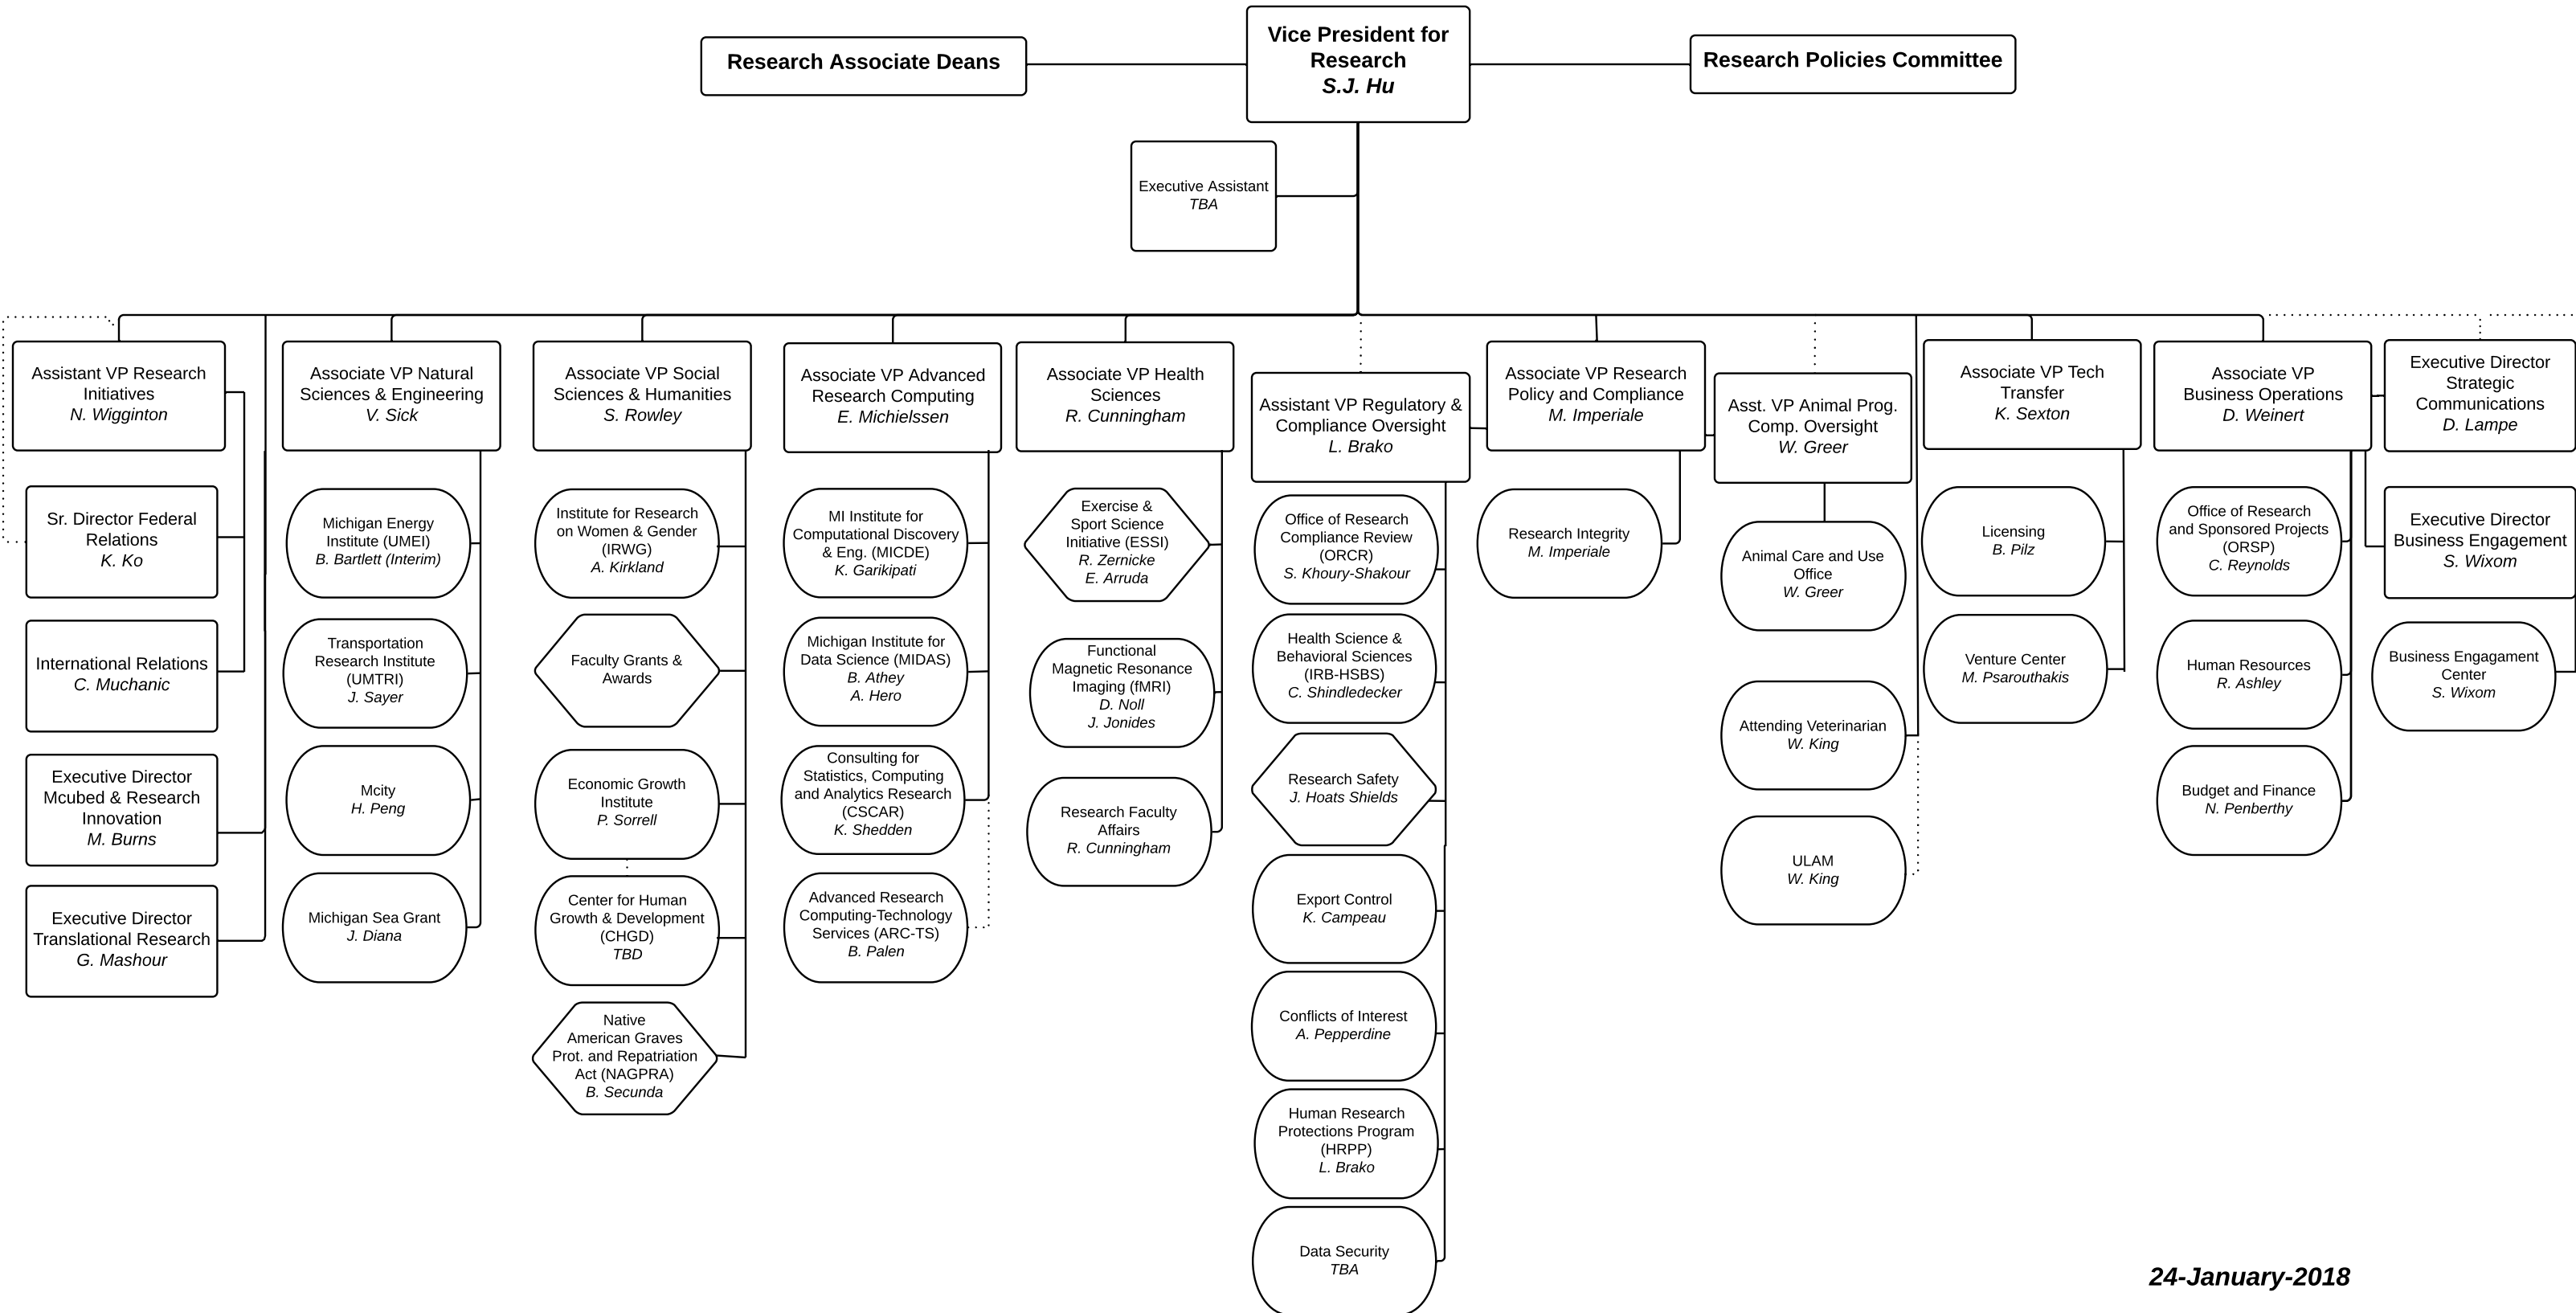 Vice President for
Research
S.J. Hu
Research Associate Deans
Research Policies Committee
Executive Assistant
TBA
Assistant VP Research
Initiatives
N. Wigginton
Sr. Director Federal
Relations
K. Ko
International Relations
C. Muchanic
Executive Director
Mcubed & Research
Innovation
M. Burns
Executive Director
Translational Research
G. Mashour
Associate VP Natural
Sciences & Engineering
V. Sick
Michigan Energy
Institute (UMEI)
B. Bartlett (Interim)
Transportation
Research Institute
(UMTRI)
J. Sayer
Mcity
H. Peng
Michigan Sea Grant
J. Diana
Associate VP Social
Sciences & Humanities
S. Rowley
Institute for Research
on Women & Gender
(IRWG)
A. Kirkland
Faculty Grants &
Awards
Economic Growth
Institute
P. Sorrell
Center for Human
Growth & Development
(CHGD)
TBD
Native
American Graves
Prot. and Repatriation
Act (NAGPRA)
B. Secunda
Associate VP Advanced
Research Computing
E. Michielssen
MI Institute for
Computational Discovery
& Eng. (MICDE)
K. Garikipati
Michigan Institute for
Data Science (MIDAS)
B. Athey
A. Hero
Consulting for
Statistics, Computing
and Analytics Research
(CSCAR)
K. Shedden
Advanced Research
Computing-Technology
Services (ARC-TS)
B. Palen
Associate VP Health
Sciences
R. Cunningham
Exercise &
Sport Science
Initiative (ESSI)
R. Zernicke
E. Arruda
Functional
Magnetic Resonance
Imaging (fMRI)
D. Noll
J. Jonides
Research Faculty
Affairs
R. Cunningham
Assistant VP Regulatory &
Compliance Oversight
L. Brako
Office of Research
Compliance Review
(ORCR)
S. Khoury-Shakour
Health Science &
Behavioral Sciences
(IRB-HSBS)
C. Shindledecker
Research Safety
J. Hoats Shields
Export Control
K. Campeau
Conflicts of Interest
A. Pepperdine
Human Research
Protections Program
(HRPP)
L. Brako
Data Security
TBA
Associate VP Research
Policy and Compliance
M. Imperiale
Research Integrity
M. Imperiale
Asst. VP Animal Prog.
Comp. Oversight
W. Greer
Animal Care and Use
Office
W. Greer
Attending Veterinarian
W. King
ULAM
W. King
Associate VP Tech
Transfer
K. Sexton
Licensing
B. Pilz
Venture Center
M. Psarouthakis
Associate VP
Business Operations
D. Weinert
Office of Research
and Sponsored Projects
(ORSP)
C. Reynolds
Human Resources
R. Ashley
Budget and Finance
N. Penberthy
Executive Director
Strategic
Communications
D. Lampe
Executive Director
Business Engagement
S. Wixom
Business Engagament
Center
S. Wixom
24-January-2018